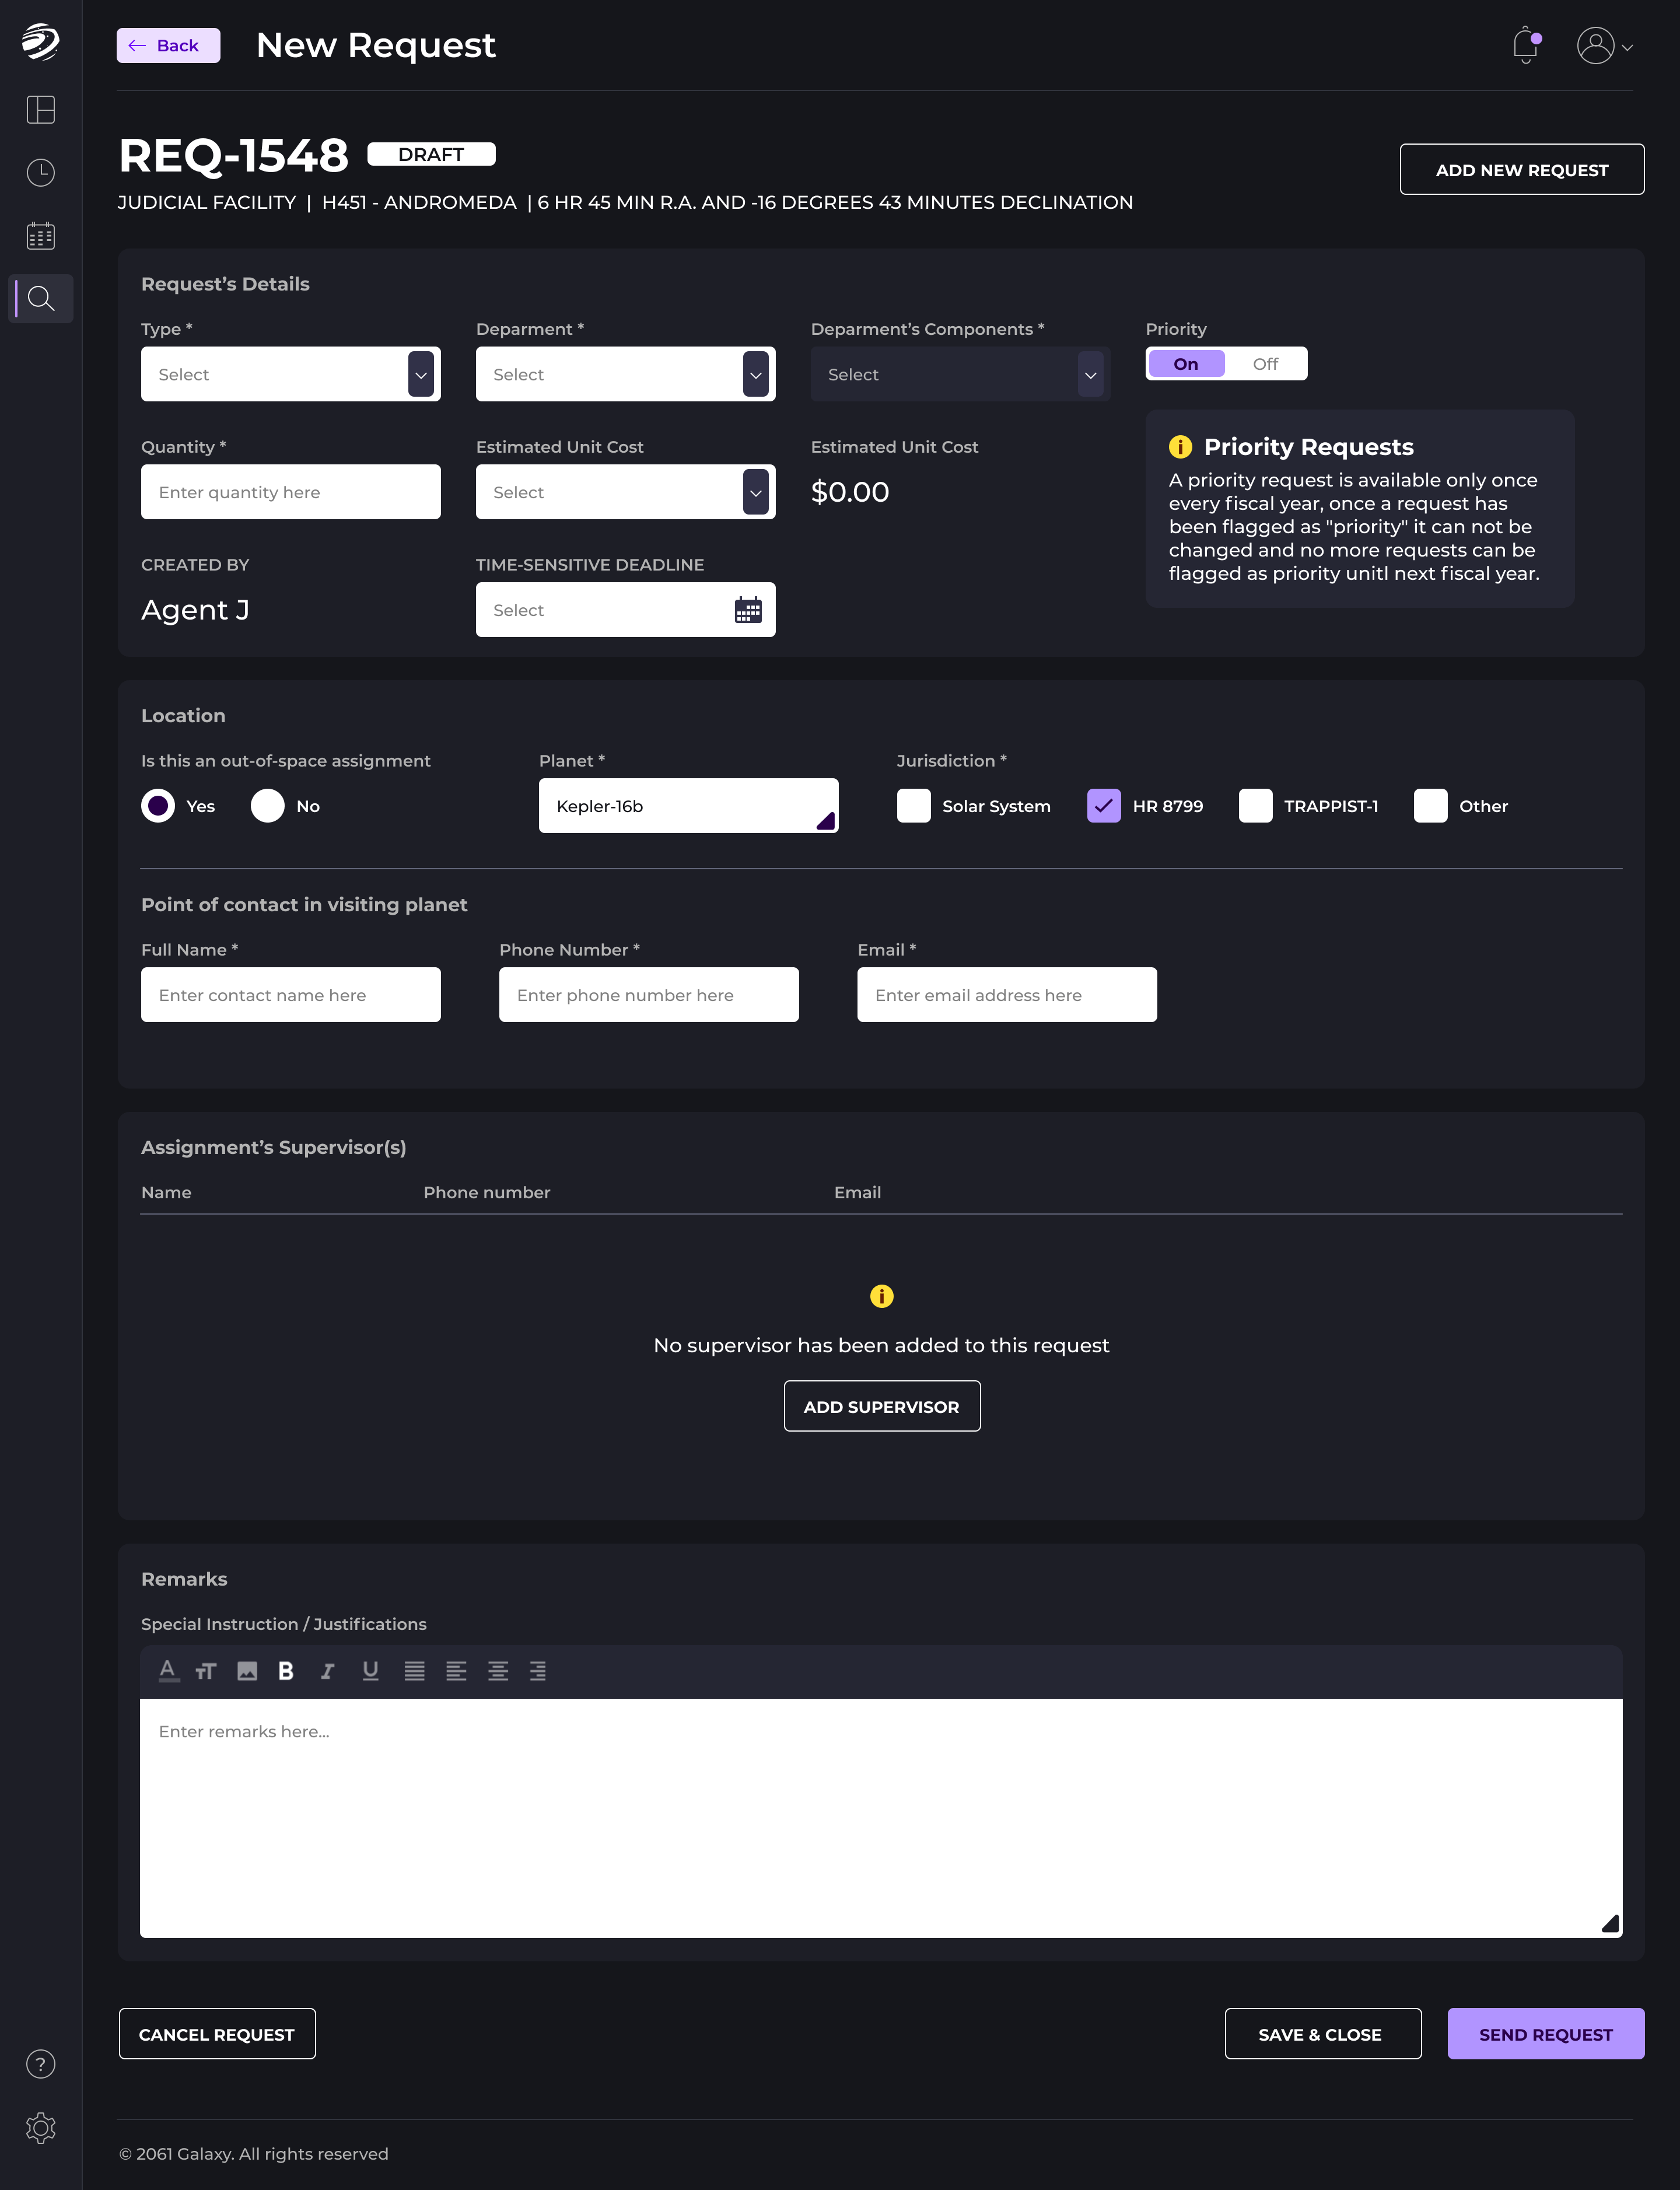 Back
New Request
REQ-1548
DRAFT
ADD NEW REQUEST
JUDICIAL FACILITY | H451 - ANDROMEDA | 6 HR 45 MIN R.A. AND -16 DEGREES 43 MINUTES DECLINATION
Request’s Details
Type *
Deparment *
Deparment’s Components *
Priority
Select
Select
Select
On
Off
Quantity *
Estimated Unit Cost
Estimated Unit Cost
Enter quantity here
Select
$0.00
i
Priority Requests
A priority request is available only once
every fiscal year, once a request has
been flagged as "priority" it can not be
changed and no more requests can be
flagged as priority unitl next fiscal year.
CREATED BY
TIME-SENSITIVE DEADLINE
Agent J
Select
Location
Is this an out-of-space assignment
Planet *
Jurisdiction *
Yes
No
Kepler-16b
Solar System
HR 8799
TRAPPIST-1
Other
Point of contact in visiting planet
Full Name *
Phone Number *
Email *
Enter contact name here
Enter phone number here
Enter email address here
Assignment’s Supervisor(s)
Name
Phone number
Email
i
No supervisor has been added to this request
ADD SUPERVISOR
Remarks
Special Instruction / Justifications
A
TT
B
I
U
Enter remarks here...
CANCEL REQUEST
SAVE & CLOSE
SEND REQUEST
?
© 2061 Galaxy. All rights reserved